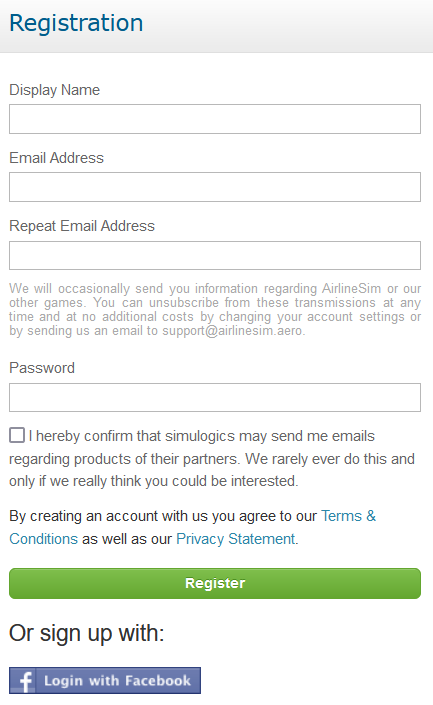 Registration
Display Name
Email Address
Repeat Email Address
We will occasionally send you information regarding AirlineSim or our
other games. You can unsubscribe from these transmissions at any
time and at no additional costs by changing your account settings or
by sending us an email to support@airlinesim.aero.
Password
I hereby confirm that simulogics may send me emails
regarding products of their partners. We rarely ever do this and
only if we really think you could be interested.
By creating an account with us you agree to our Terms &
Conditions as well as our Privacy Statement.
Register
Or sign up with:
f Login with Facebook